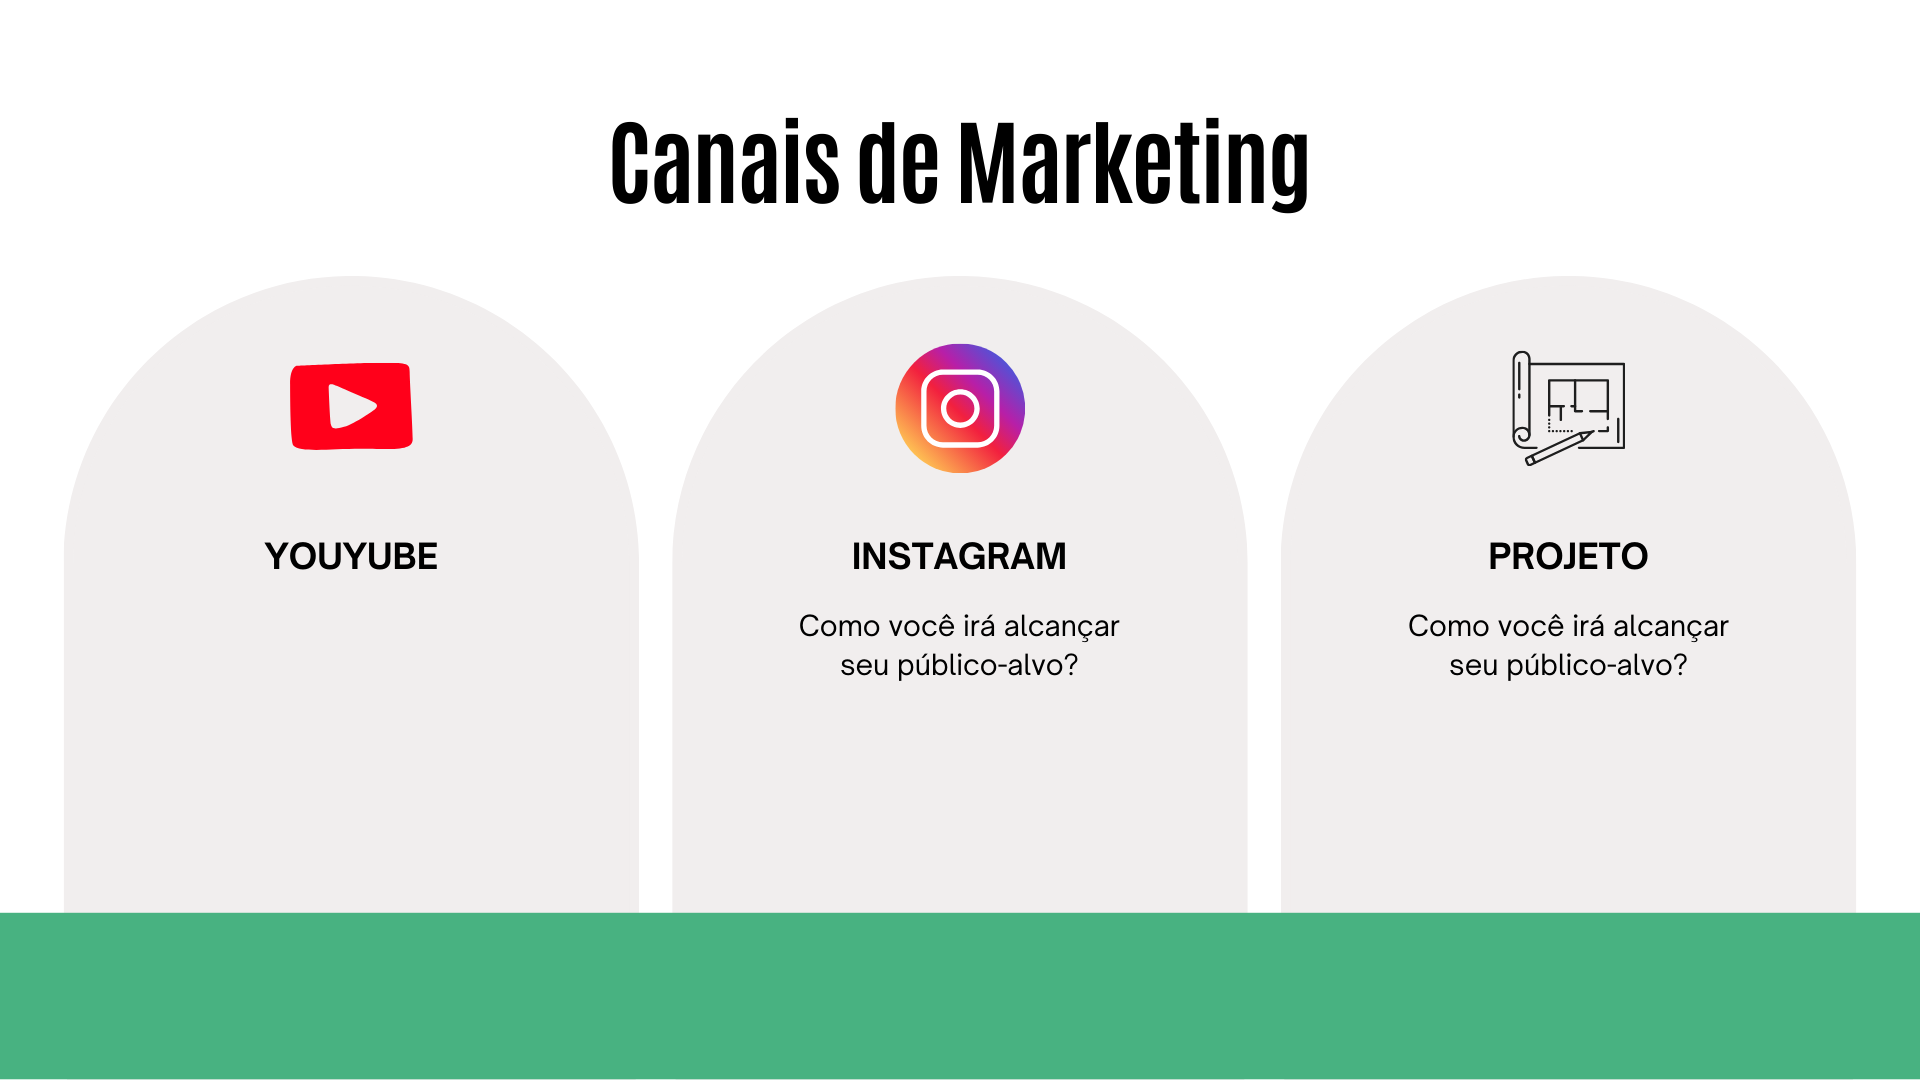 Canais de Marketing
YOUYUBE
INSTAGRAM
Como você irá alcançar
seu público-alvo?
PROJETO
Como você irá alcançar
seu público-alvo?